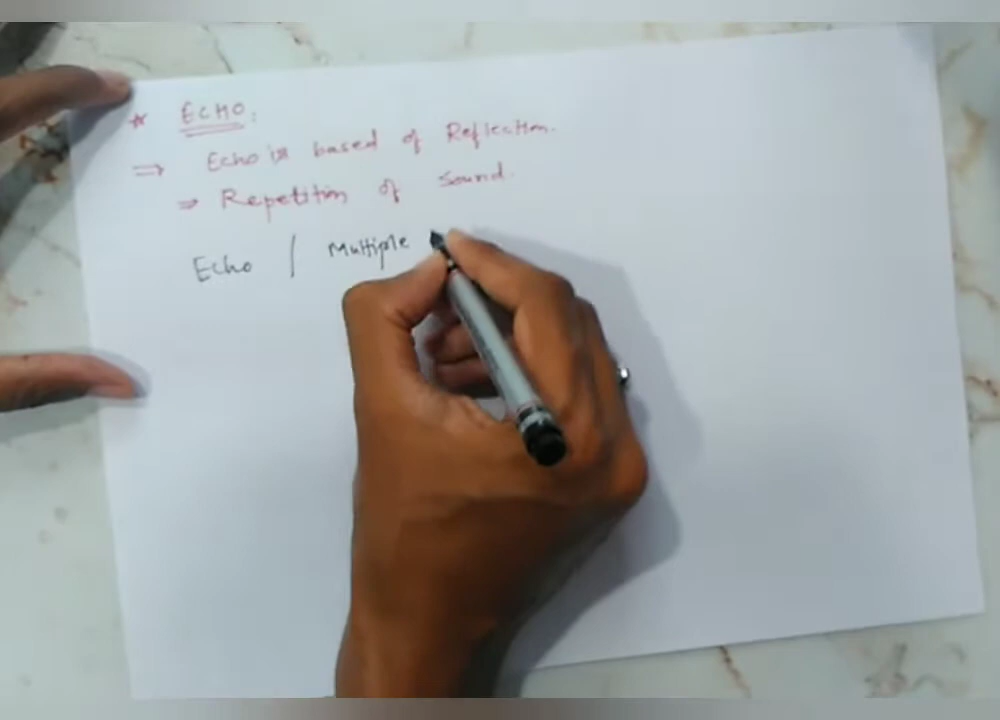 * ECHO:
⇒ Echo is based of Reflection.
⇒ Repetition of Sound.
Echo / Multiple